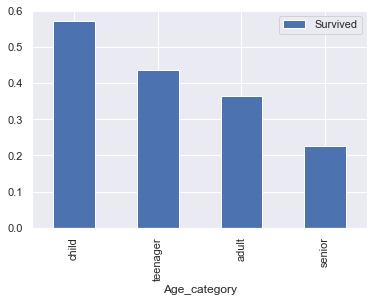 0.6
0.5
0.4
0.3
0.2
0.1
0.0
Survived
child
teenager
adult
senior
Age_category